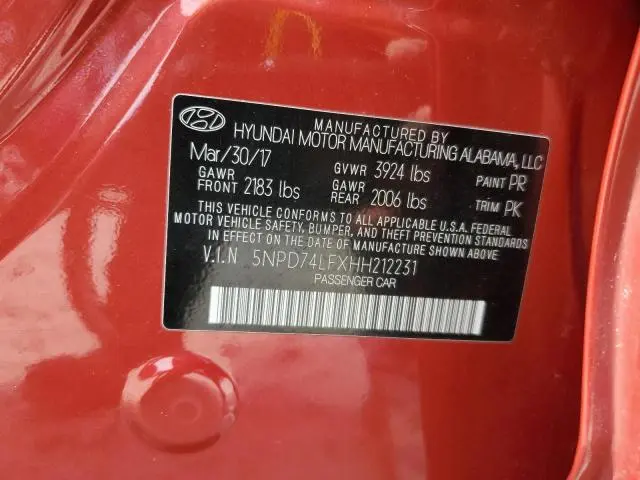 MANUFACTURED BY
HYUNDAI MOTOR MANUFACTURING ALABAMA, LLC
Mar/30/17 GVWR 3924 lbs PAINT PR
GAWR FRONT 2183 lbs GAWR REAR 2006 lbs TRIM PK
THIS VEHICLE CONFORMS TO ALL APPLICABLE U.S.A. FEDERAL
MOTOR VEHICLE SAFETY, BUMPER, AND THEFT PREVENTION STANDARDS
IN EFFECT ON THE DATE OF MANUFACTURE SHOWN ABOVE.
V.I.N 5NPD74LFXHH212231
PASSENGER CAR